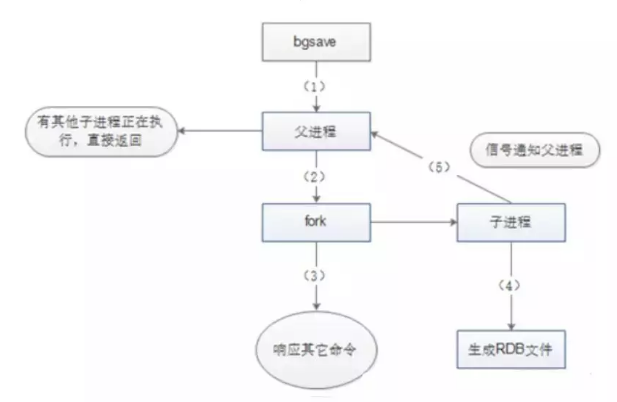 bgsave
(1)
有其他子进程正在执
行，直接返回
父进程
信号通知父进程
(5)
(2)
fork
子进程
(3)
(4)
响应其它命令
生成RDB文件